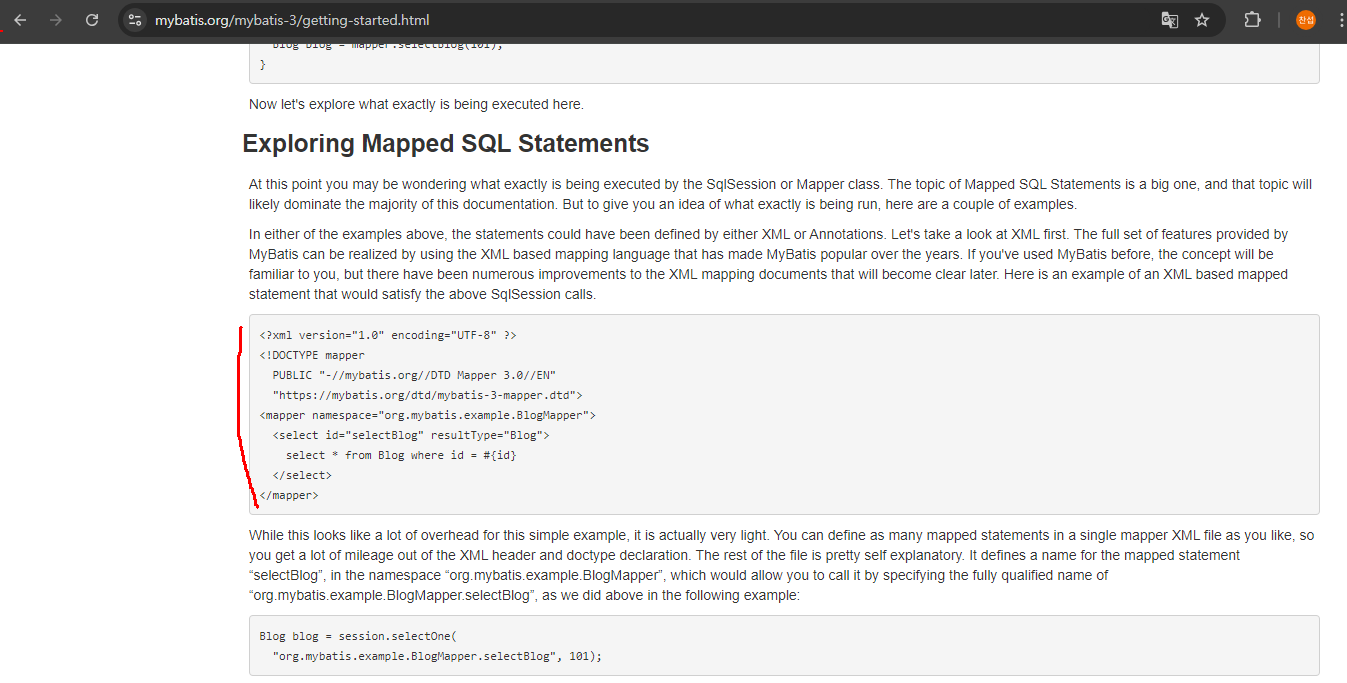 mybatis.org/mybatis-3/getting-started.html
찬섭
Blog blog = mapper.selectBlog(101);
}
Now let's explore what exactly is being executed here.
Exploring Mapped SQL Statements
At this point you may be wondering what exactly is being executed by the SqlSession or Mapper class. The topic of Mapped SQL Statements is a big one, and that topic will
likely dominate the majority of this documentation. But to give you an idea of what exactly is being run, here are a couple of examples.
In either of the examples above, the statements could have been defined by either XML or Annotations. Let's take a look at XML first. The full set of features provided by
MyBatis can be realized by using the XML based mapping language that has made MyBatis popular over the years. If you've used MyBatis before, the concept will be
familiar to you, but there have been numerous improvements to the XML mapping documents that will become clear later. Here is an example of an XML based mapped
statement that would satisfy the above SqlSession calls.
<?xml version="1.0" encoding="UTF-8" ?>
<!DOCTYPE mapper
PUBLIC "-//mybatis.org//DTD Mapper 3.0//EN"
"https://mybatis.org/dtd/mybatis-3-mapper.dtd">
<mapper namespace="org.mybatis.example.BlogMapper">
<select id="selectBlog" resultType="Blog">
select * from Blog where id = #{id}
</select>
</mapper>
While this looks like a lot of overhead for this simple example, it is actually very light. You can define as many mapped statements in a single mapper XML file as you like, so
you get a lot of mileage out of the XML header and doctype declaration. The rest of the file is pretty self explanatory. It defines a name for the mapped statement
“selectBlog”, in the namespace “org.mybatis.example.BlogMapper”, which would allow you to call it by specifying the fully qualified name of
“org.mybatis.example.BlogMapper.selectBlog”, as we did above in the following example:
Blog blog = session.selectOne(
"org.mybatis.example.BlogMapper.selectBlog", 101);